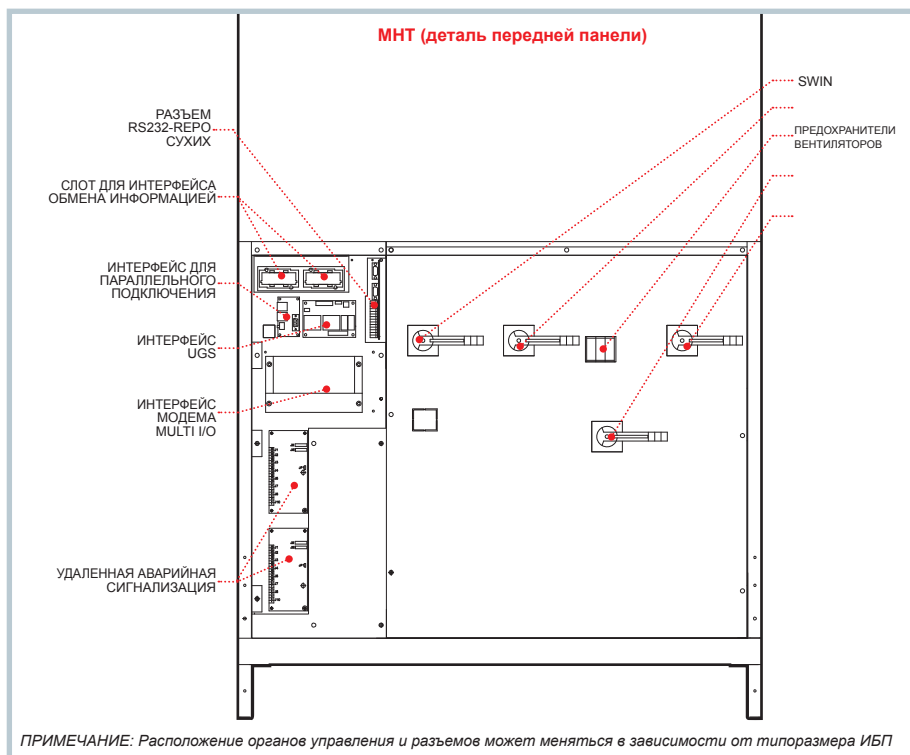 МНТ (деталь передней панели)
SWIN
РАЗЪЕМ
RS232-REPO
СУХИХ
ПРЕДОХРАНИТЕЛИ
ВЕНТИЛЯТОРОВ
СЛОТ ДЛЯ ИНТЕРФЕЙСА
ОБМЕНА ИНФОРМАЦИЕЙ
ИНТЕРФЕЙС ДЛЯ
ПАРАЛЛЕЛЬНОГО
ПОДКЛЮЧЕНИЯ
ИНТЕРФЕЙС
UGS
ИНТЕРФЕЙС
МОДЕМА
MULTI I/O
УДАЛЕННАЯ АВАРИЙНАЯ
СИГНАЛИЗАЦИЯ
ПРИМЕЧАНИЕ: Расположение органов управления и разъемов может меняться в зависимости от типоразмера ИБП